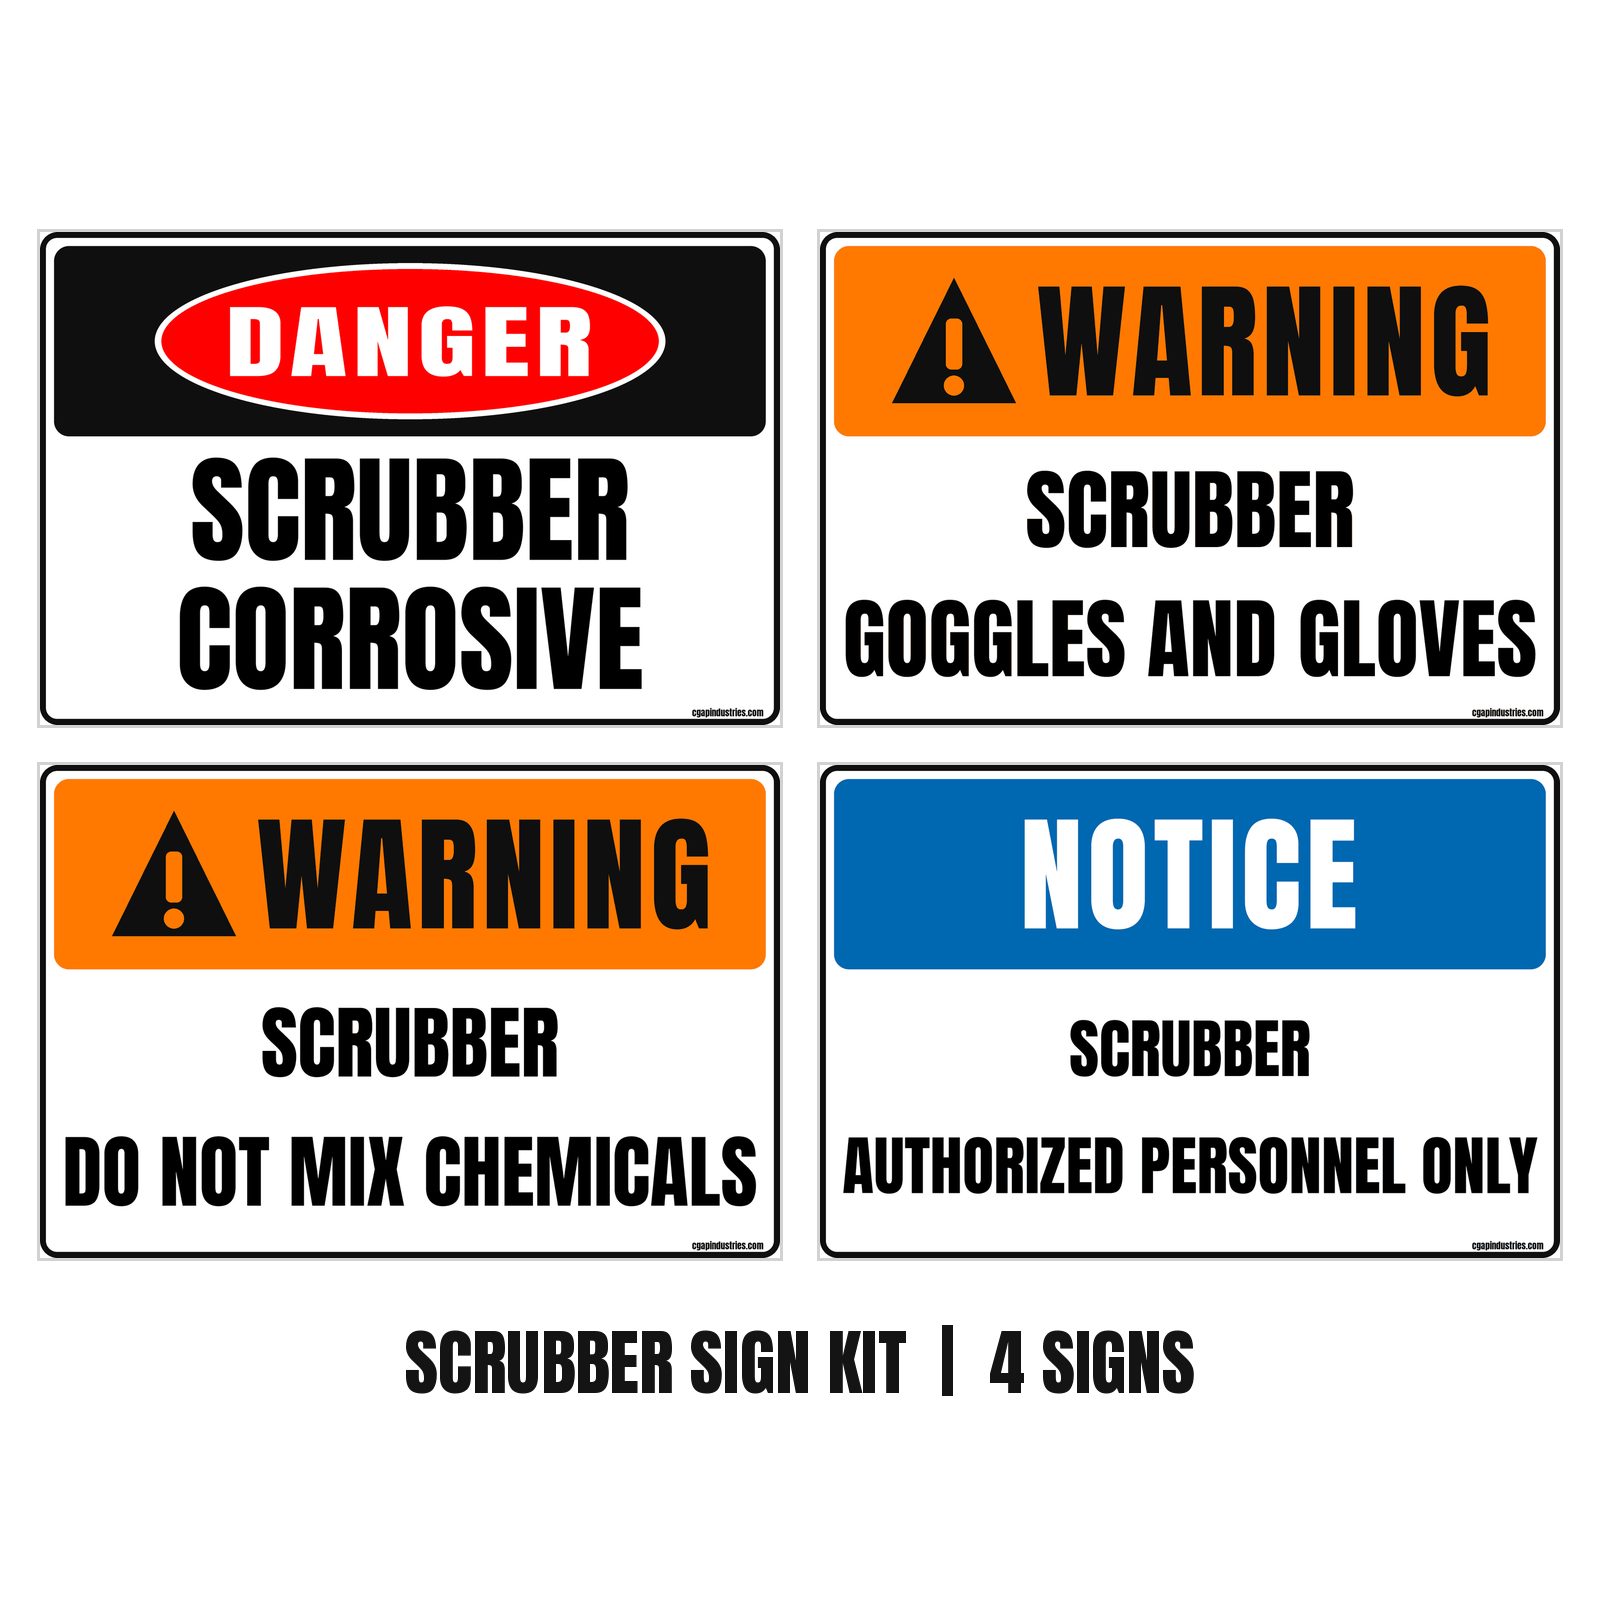 DANGER
SCRUBBER
CORROSIVE
cgapindustries.com
WARNING
SCRUBBER
GOGGLES AND GLOVES
cgapindustries.com
WARNING
SCRUBBER
DO NOT MIX CHEMICALS
cgapindustries.com
NOTICE
SCRUBBER
AUTHORIZED PERSONNEL ONLY
cgapindustries.com
SCRUBBER SIGN KIT | 4 SIGNS